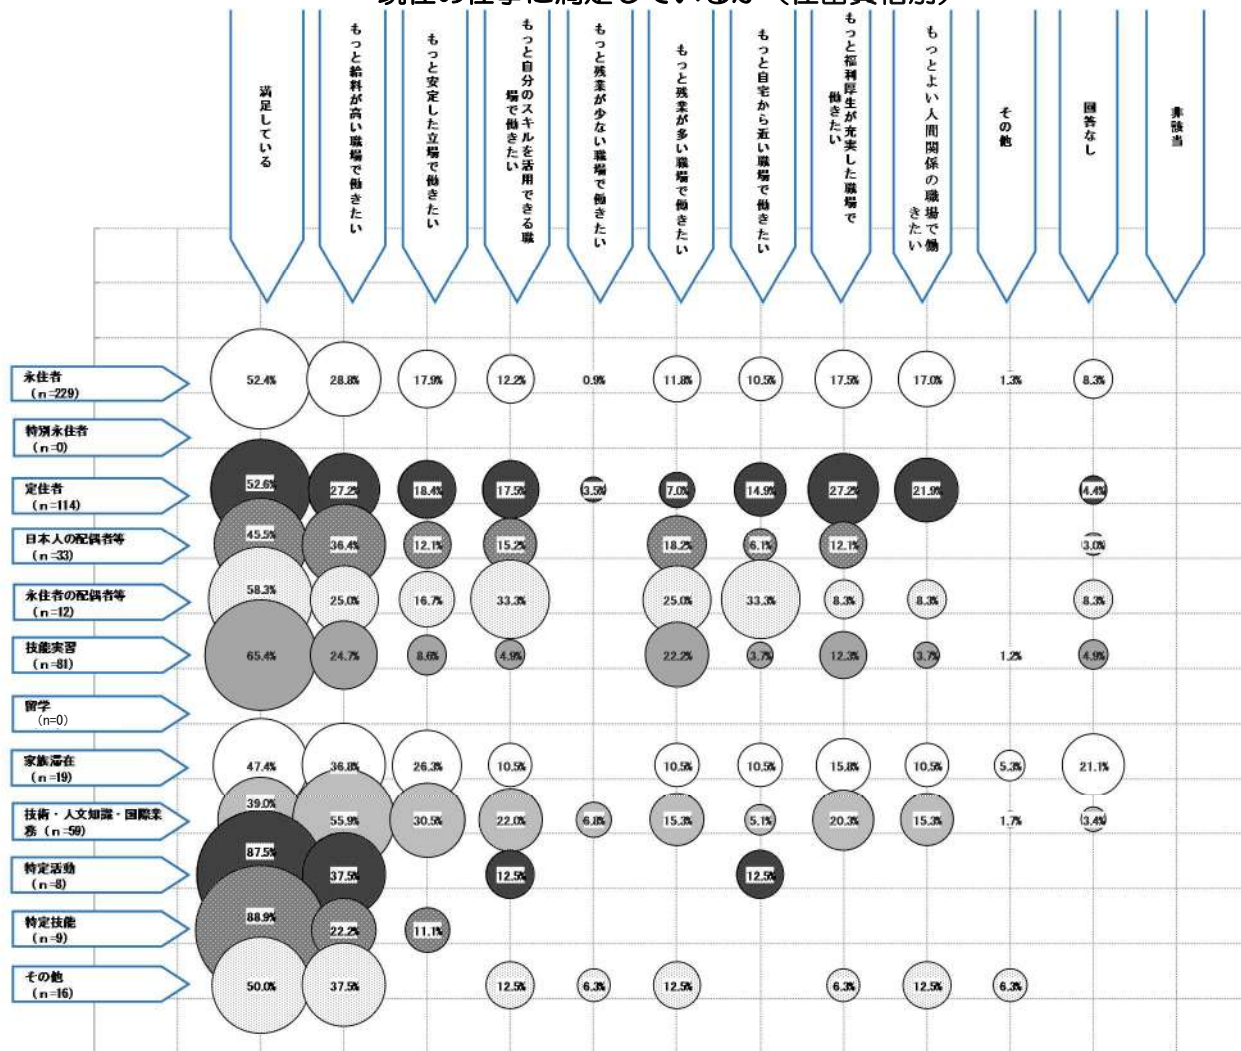 現在の仕事に満足しているか（在留資格別）
満足している
もっと給料が高い職場で働きたい
もっと安定した立場で働きたい
もっと自分のスキルを活用できる職
場で働きたい
もっと残業が少ない職場で働きたい
もっと残業が多い職場で働きたい
もっと自宅から近い職場で働きたい
もっと福利厚生が充実した職場で
働きたい
もっとよい人間関係の職場で働
きたい
その他
回答なし
非該当
永住者
（n=229）
52.4% 28.8% 17.9% 12.2% 0.9% 11.8% 10.5% 17.5% 17.0% 1.3% 8.3%
特別永住者
（n=0）
定住者
（n=114）
52.6% 27.2% 18.4% 17.5% 3.5% 7.0% 14.9% 27.2% 21.9% 4.4%
日本人の配偶者等
（n=33）
45.5% 36.4% 12.1% 15.2% 18.2% 6.1% 12.1% 3.0%
永住者の配偶者等
（n=12）
58.3% 25.0% 16.7% 33.3% 25.0% 33.3% 8.3% 8.3% 8.3%
技能実習
（n=81）
65.4% 24.7% 8.6% 4.9% 22.2% 3.7% 12.3% 3.7% 1.2% 4.9%
留学
（n=0）
家族滞在
（n=19）
47.4% 36.8% 26.3% 10.5% 10.5% 10.5% 15.8% 10.5% 5.3% 21.1%
技術・人文知識・国際業
務（n=59）
39.0% 55.9% 30.5% 22.0% 6.8% 15.3% 5.1% 20.3% 15.3% 1.7% 3.4%
特定活動
（n=8）
87.5% 37.5% 12.5% 12.5%
特定技能
（n=9）
88.9% 22.2% 11.1%
その他
（n=16）
50.0% 37.5% 12.5% 6.3% 12.5% 6.3% 12.5% 6.3%